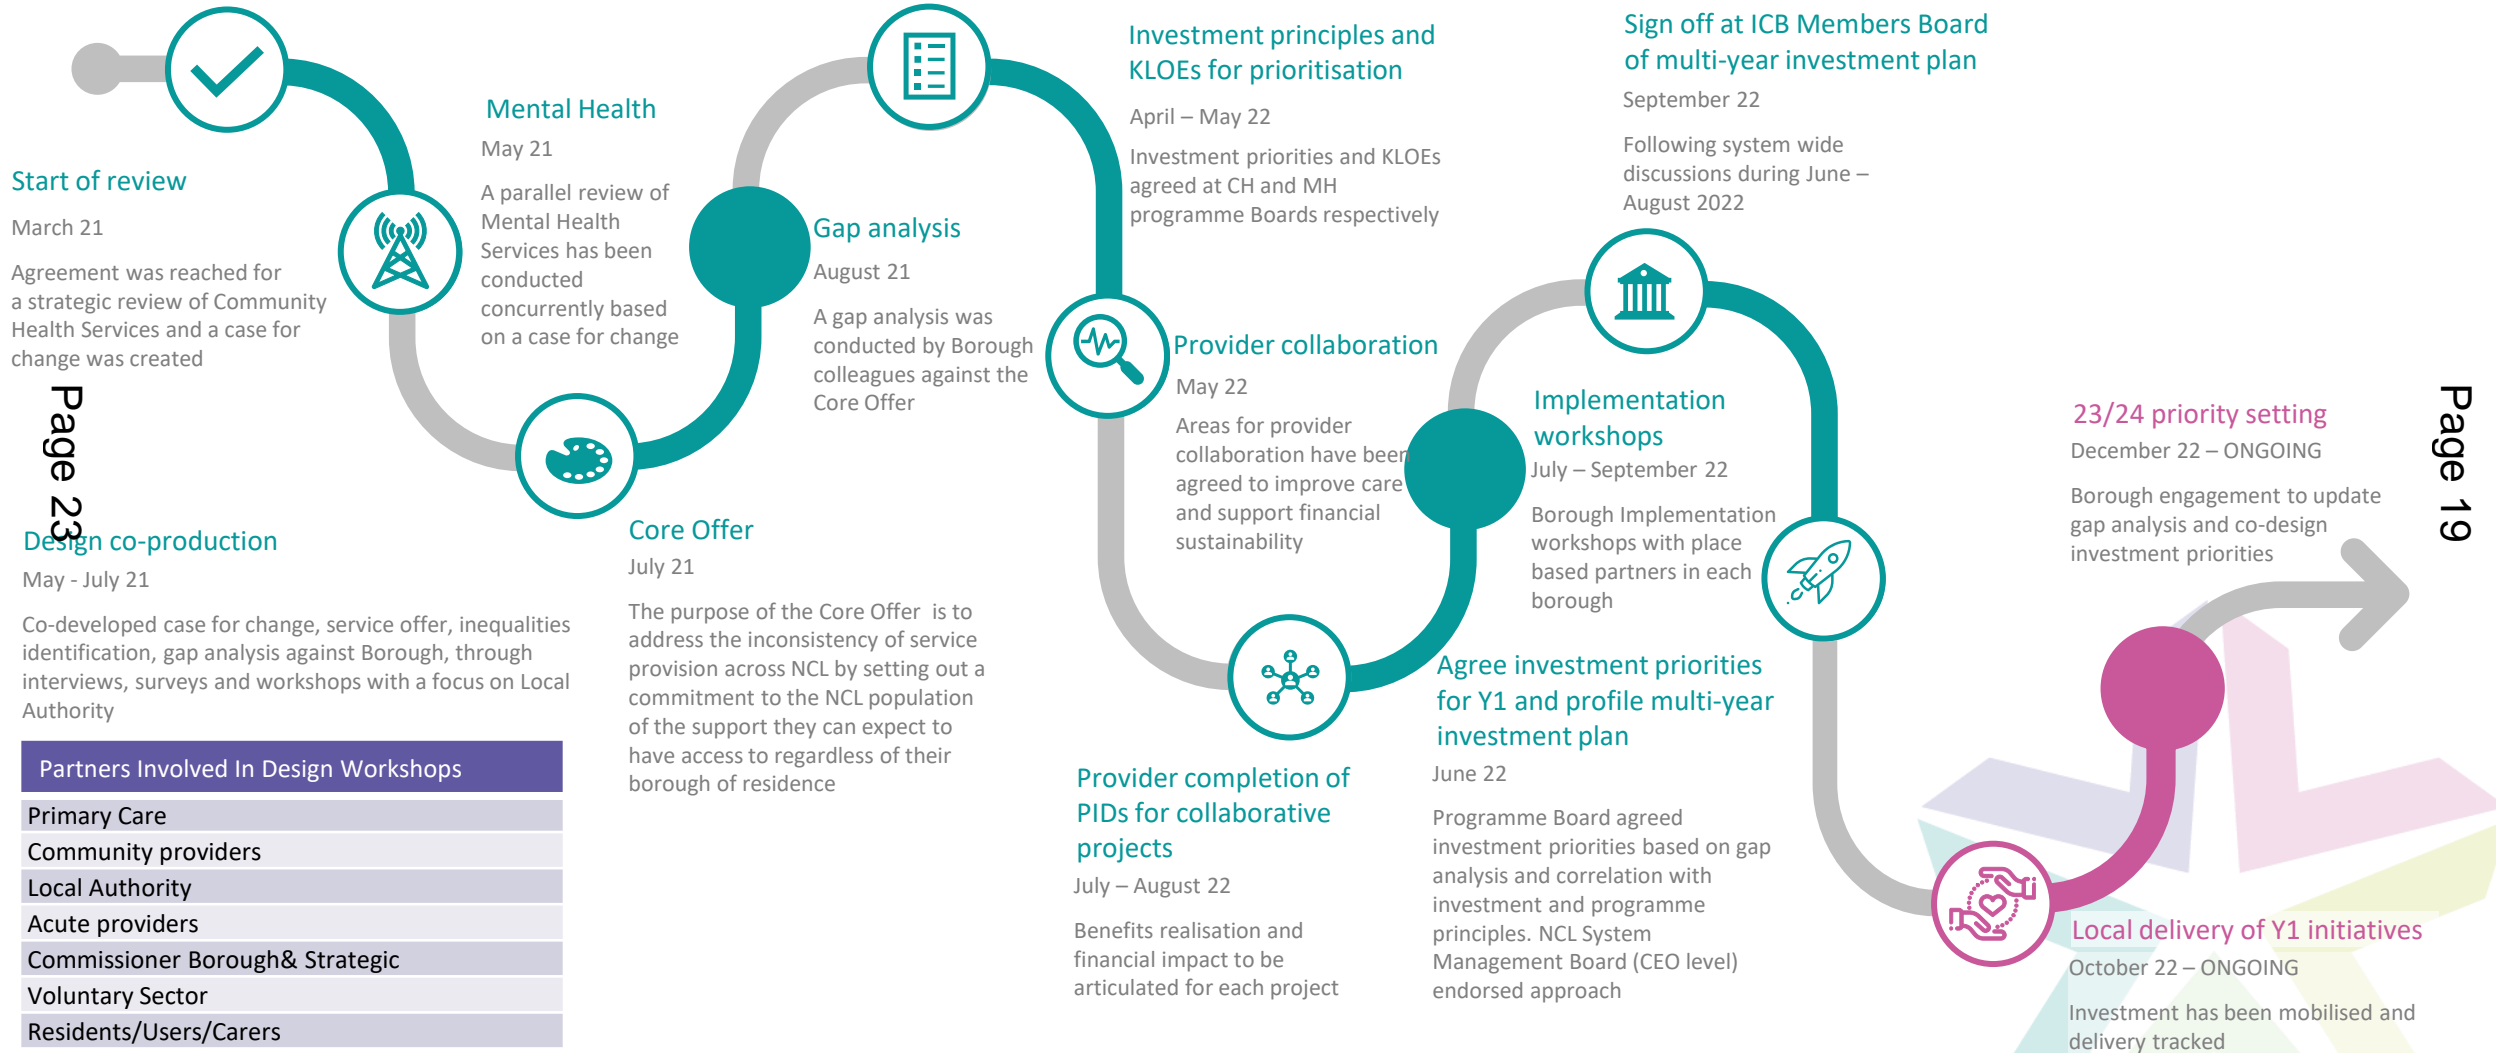 Start of review
March 21
Agreement was reached for
a strategic review of Community
Health Services and a case for
change was created
Page 23
Design co-production
May - July 21
Co-developed case for change, service offer, inequalities
identification, gap analysis against Borough, through
interviews, surveys and workshops with a focus on Local
Authority
Partners Involved In Design Workshops
Primary Care
Community providers
Local Authority
Acute providers
Commissioner Borough& Strategic
Voluntary Sector
Residents/Users/Carers
Mental Health
May 21
A parallel review of
Mental Health
Services has been
conducted
concurrently based
on a case for change
Core Offer
July 21
The purpose of the Core Offer is to
address the inconsistency of service
provision across NCL by setting out a
commitment to the NCL population
of the support they can expect to
have access to regardless of their
borough of residence
Gap analysis
August 21
A gap analysis was
conducted by Borough
colleagues against the
Core Offer
Investment principles and
KLOEs for prioritisation
April – May 22
Investment priorities and KLOEs
agreed at CH and MH
programme Boards respectively
Provider collaboration
May 22
Areas for provider
collaboration have been
agreed to improve care
and support financial
sustainability
Provider completion of
PIDs for collaborative
projects
July – August 22
Benefits realisation and
financial impact to be
articulated for each project
Agree investment priorities
for Y1 and profile multi-year
investment plan
June 22
Programme Board agreed
investment priorities based on gap
analysis and correlation with
investment and programme
principles. NCL System
Management Board (CEO level)
endorsed approach
Implementation
workshops
July – September 22
Borough Implementation
workshops with place
based partners in each
borough
Sign off at ICB Members Board
of multi-year investment plan
September 22
Following system wide
discussions during June –
August 2022
23/24 priority setting
December 22 – ONGOING
Borough engagement to update
gap analysis and co-design
investment priorities
Local delivery of Y1 initiatives
October 22 – ONGOING
Investment has been mobilised and
delivery tracked
Page 19